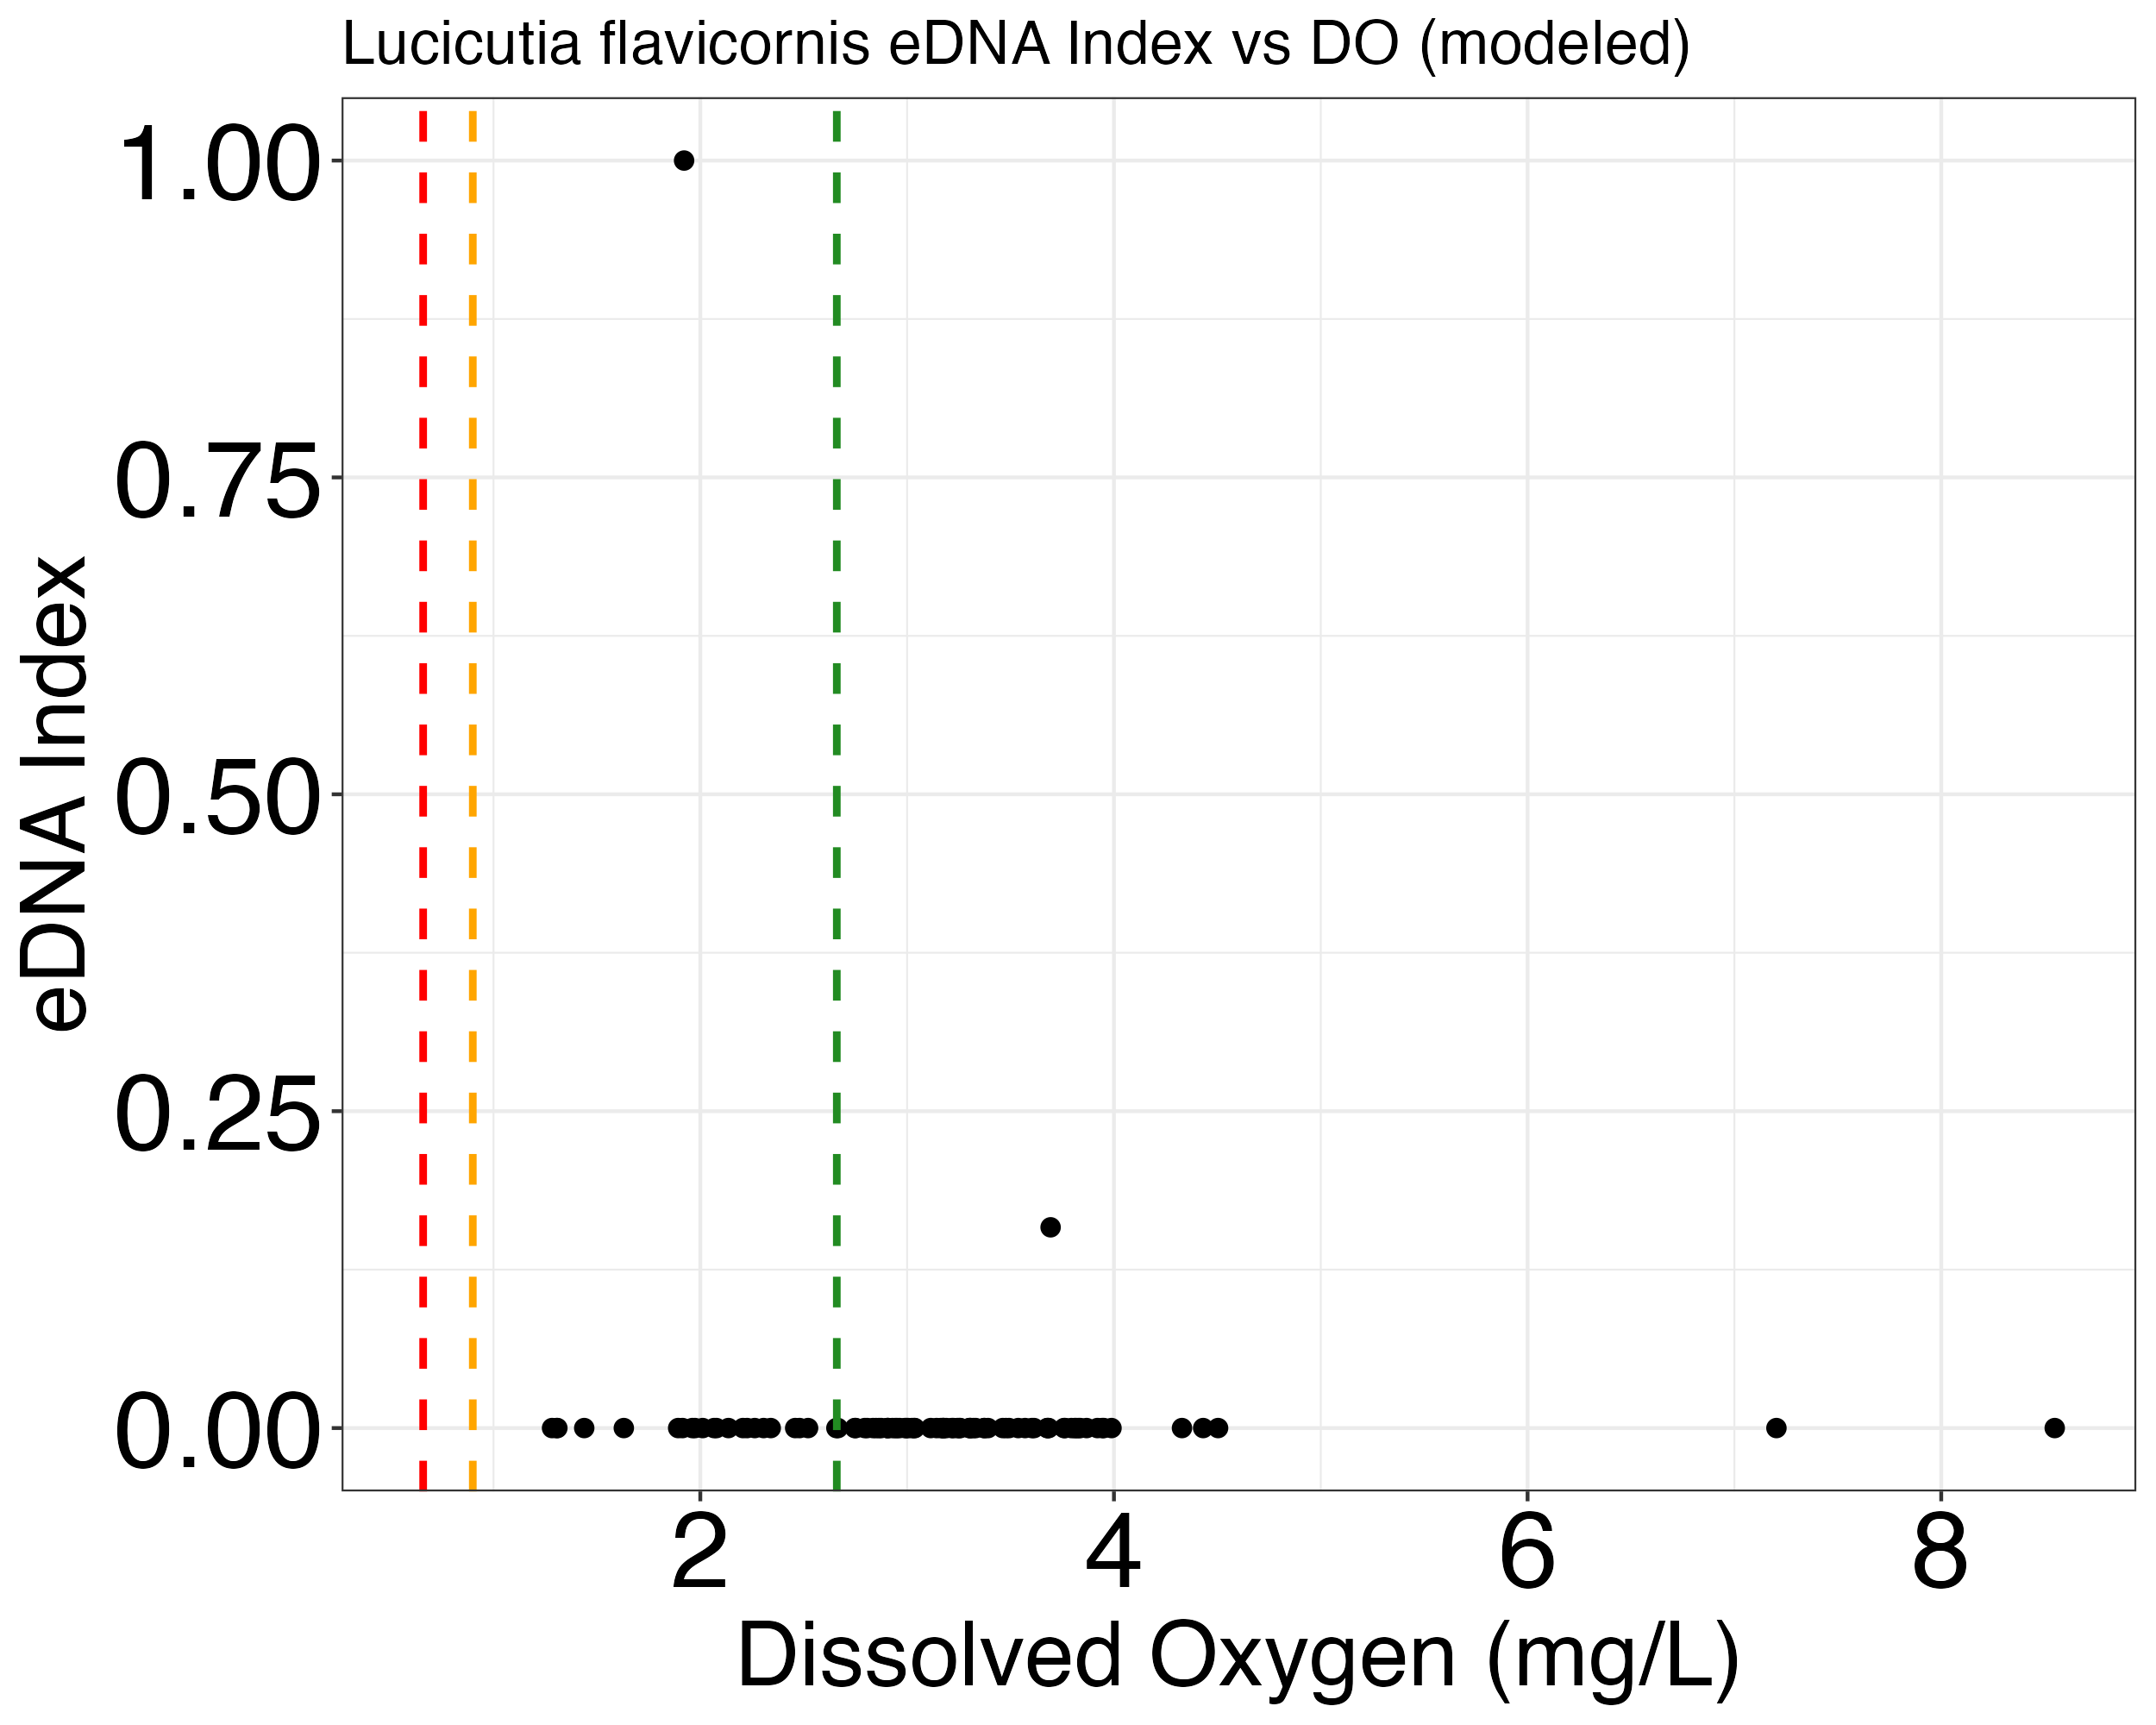 Lucicutia flavicornis eDNA Index vs DO (modeled)
1.00
0.75
0.50
0.25
0.00
eDNA Index
2 4 6 8
Dissolved Oxygen (mg/L)